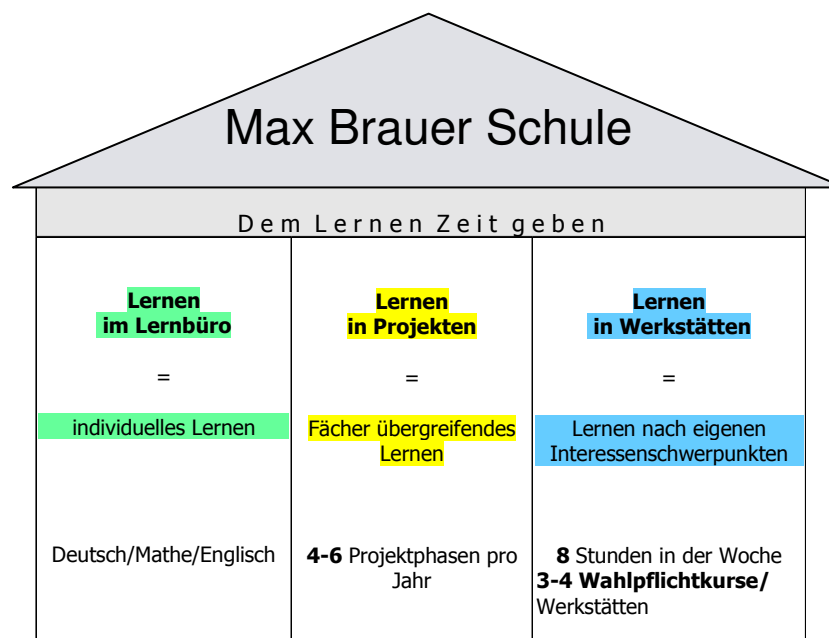 Max Brauer Schule
Dem Lernen Zeit geben
Lernen
im Lernbüro
=
individuelles Lernen
Deutsch/Mathe/Englisch
Lernen
in Projekten
=
Fächer übergreifendes
Lernen
4-6 Projektphasen pro
Jahr
Lernen
in Werkstätten
=
Lernen nach eigenen
Interessenschwerpunkten
8 Stunden in der Woche
3-4 Wahlpflichtkurse/
Werkstätten